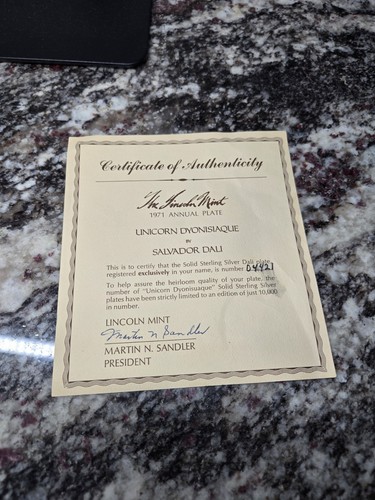 Certificate of Authenticity
The Lincoln Mint
1971 ANNUAL PLATE
UNICORN DYONISIAQUE
BY
SALVADOR DALI
This is to certify that the Solid Sterling Silver Dali plate,
registered exclusively in your name, is number 04421
To help assure the heirloom quality of your plate, the
number of "Unicorn Dyonisiaque" Solid Sterling Silver
plates have been strictly limited to an edition of just 10,000
in number.
LINCOLN MINT
Martin N Sandler
MARTIN N. SANDLER
PRESIDENT